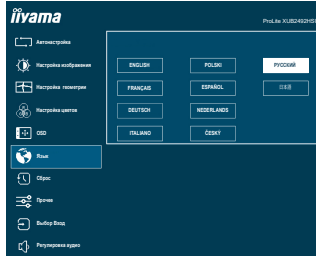 iiyama
ProLite XUB2492HS
Автонастройка
Настройка изображения
ENGLISH POLSKI РУССКИЙ
Настройка геометрии
FRANÇAIS ESPAÑOL 日本語
Настройка цветов
DEUTSCH NEDERLANDS
OSD
ITALIANO ČESKÝ
Язык
Сброс
Прочее
Выбор Вход
Регулировка аудио